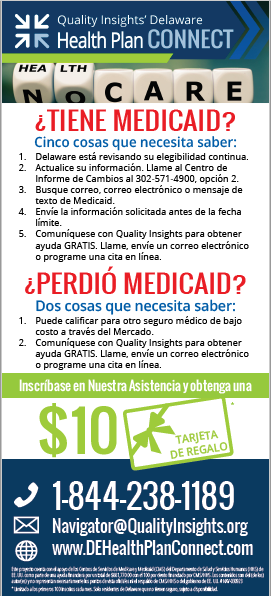 Quality Insights' Delaware
Health Plan CONNECT
HEA LTH
NO CARE
¿TIENE MEDICAID?
Cinco cosas que necesita saber:
1. Delaware está revisando su elegibilidad continua.
2. Actualice su información. Llame al Centro de
Informe de Cambios al 302-571-4900, opción 2.
3. Busque correo, correo electrónico o mensaje de
texto de Medicaid.
4. Envíe la información solicitada antes de la fecha
límite.
5. Comuníquese con Quality Insights para obtener
ayuda GRATIS. Llame, envíe un correo electrónico
o programe una cita en línea.
¿PERDIÓ MEDICAID?
Dos cosas que necesita saber:
1. Puede calificar para otro seguro médico de bajo
costo a través del Mercado.
2. Comuníquese con Quality Insights para obtener
ayuda GRATIS. Llame, envíe un correo electrónico
o programe una cita en línea.
Inscríbase en Nuestra Asistencia y obtenga una
$10 TARJETA
DE REGALO
1-844-238-1189
Navigator@QualityInsights.org
www.DEHealthPlanConnect.com